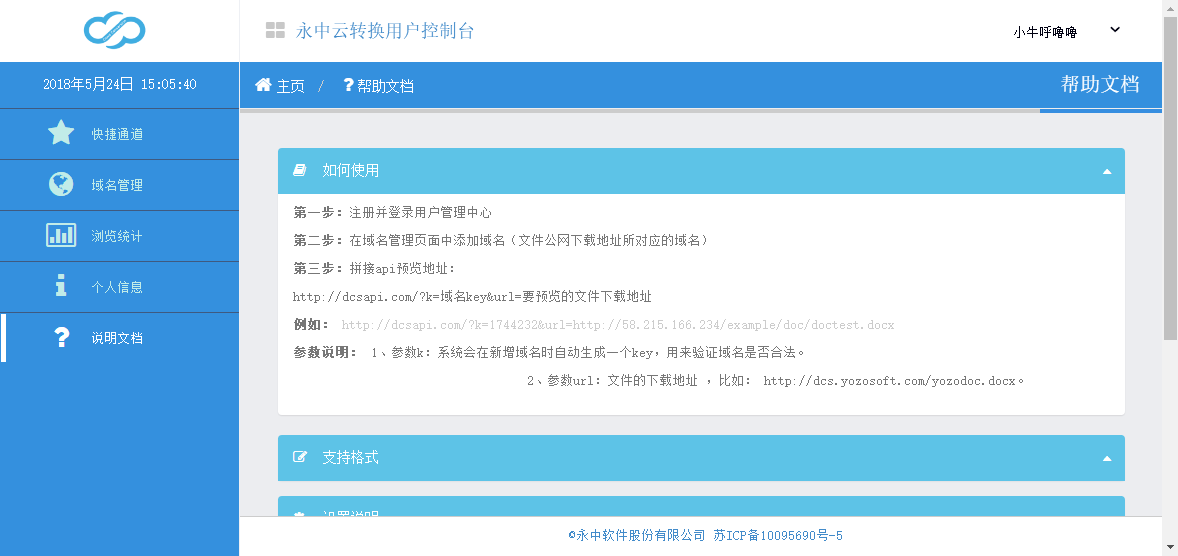 永中云转换用户控制台
小牛呼噜噜
2018年5月24日 15:05:40
主页 / ?帮助文档
帮助文档
快捷通道
域名管理
浏览统计
个人信息
说明文档
如何使用
第一步：注册并登录用户管理中心
第二步：在域名管理页面中添加域名（文件公网下载地址所对应的域名）
第三步：拼接api预览地址：
http://dcsapi.com/?k=域名key&url=要预览的文件下载地址
例如： http://dcsapi.com/?k=1744232&url=http://58.215.166.234/example/doc/doctest.docx
参数说明： 1、参数k：系统会在新增域名时自动生成一个key，用来验证域名是否合法。
2、参数url：文件的下载地址 ，比如： http://dcs.yozosoft.com/yozodoc.docx。
支持格式
©永中软件股份有限公司 苏ICP备10095690号-5